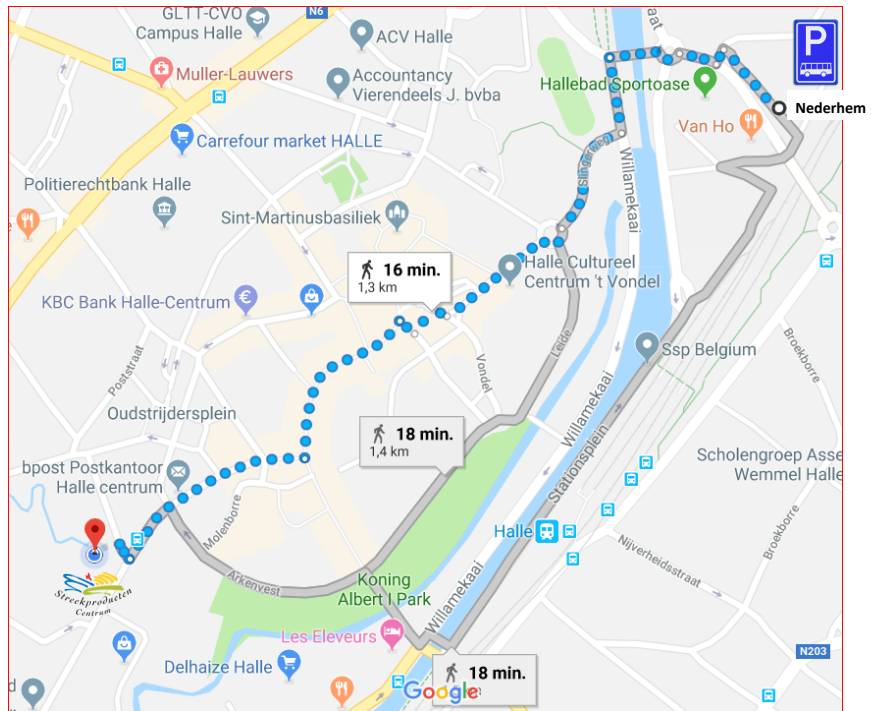 GLTT-CVO
Campus Halle
N6
aat
ACV Halle
Muller-Lauwers
Accountancy
Vierendeels J. bvba
Hallebad Sportoase
P
Nederhem
Van Ho
Carrefour market HALLE
Slingerweg
Willamekaai
Politierechtbank Halle
Sint-Martinusbasiliek
16 min.
1,3 km
Halle Cultureel
Centrum 't Vondel
KBC Bank Halle-Centrum
Leide
Ssp Belgium
Broekborre
Poststraat
Vondel
Oudstrijdersplein
18 min.
1,4 km
Willamekaai
Stationsplein
Scholengroep Asse
Wemmel Halle
bpost Postkantoor
Halle centrum
Molenborre
Halle
Broekborre
Nijverheidsstraat
Streekproducten
Centrum
Arkenvest
Koning
Albert I Park
Willamekaai
Les Eleveurs
Delhaize Halle
18 min.
Google
N203
d